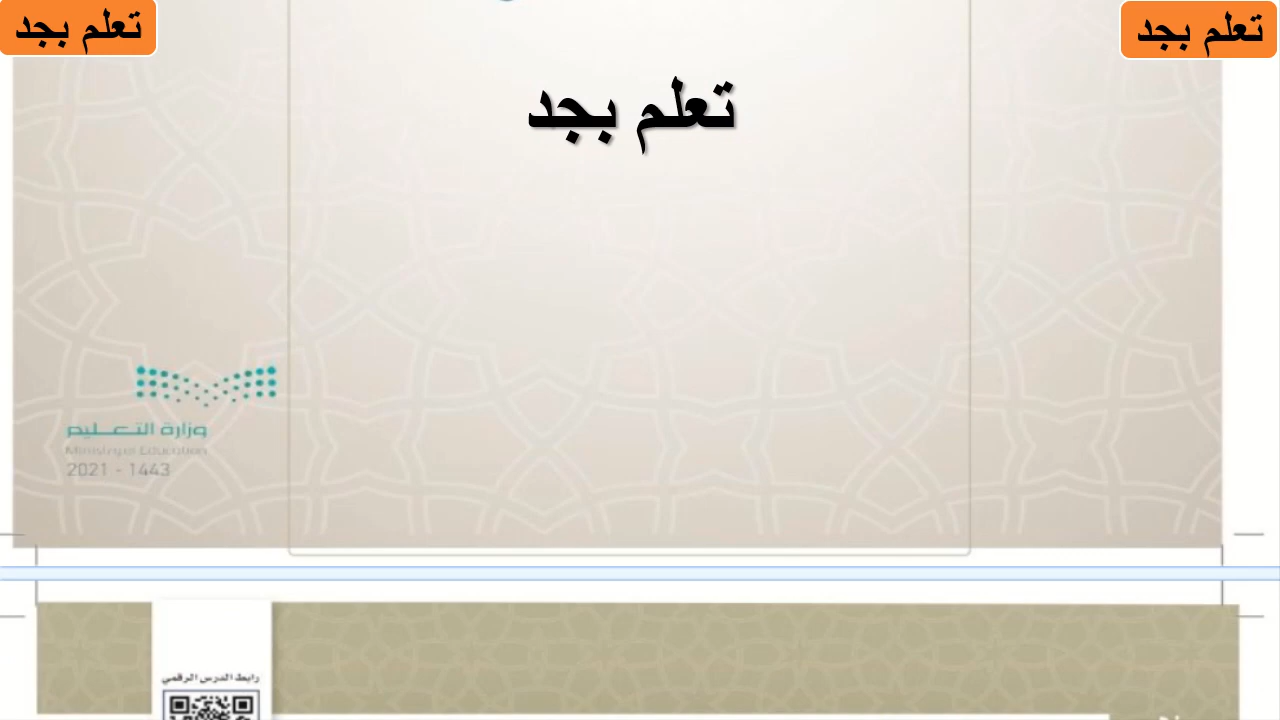 تعلم بجد
تعلم بجد
تعلم بجد
وزارة التعليم
Ministry of Education
2021 - 1443
رابط الدرس الرقمي